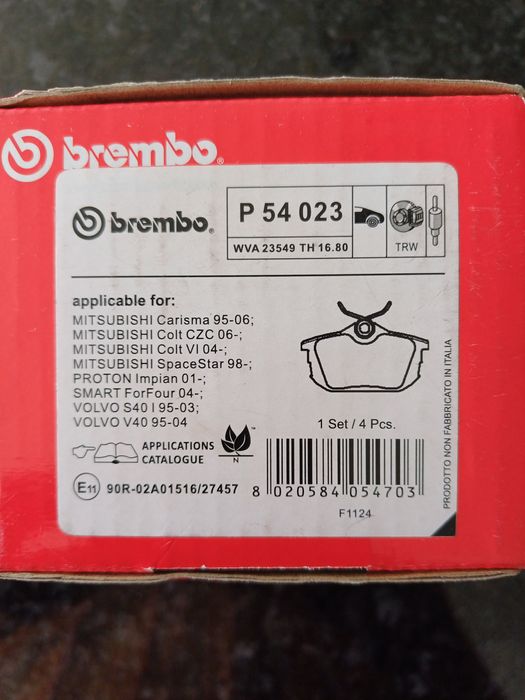 brembo
brembo
P 54 023
WVA 23549 TH 16.80
TRW
applicable for:
MITSUBISHI Carisma 95-06;
MITSUBISHI Colt CZC 06-;
MITSUBISHI Colt VI 04-;
MITSUBISHI SpaceStar 98-;
PROTON Impian 01-;
SMART ForFour 04-;
VOLVO S40 I 95-03;
VOLVO V40 95-04
1 Set / 4 Pcs.
APPLICATIONS
CATALOGUE
N
E11
90R-02A01516/27457
8 020584 054703
F1124
PRODOTTO NON FABBRICATO IN ITALIA